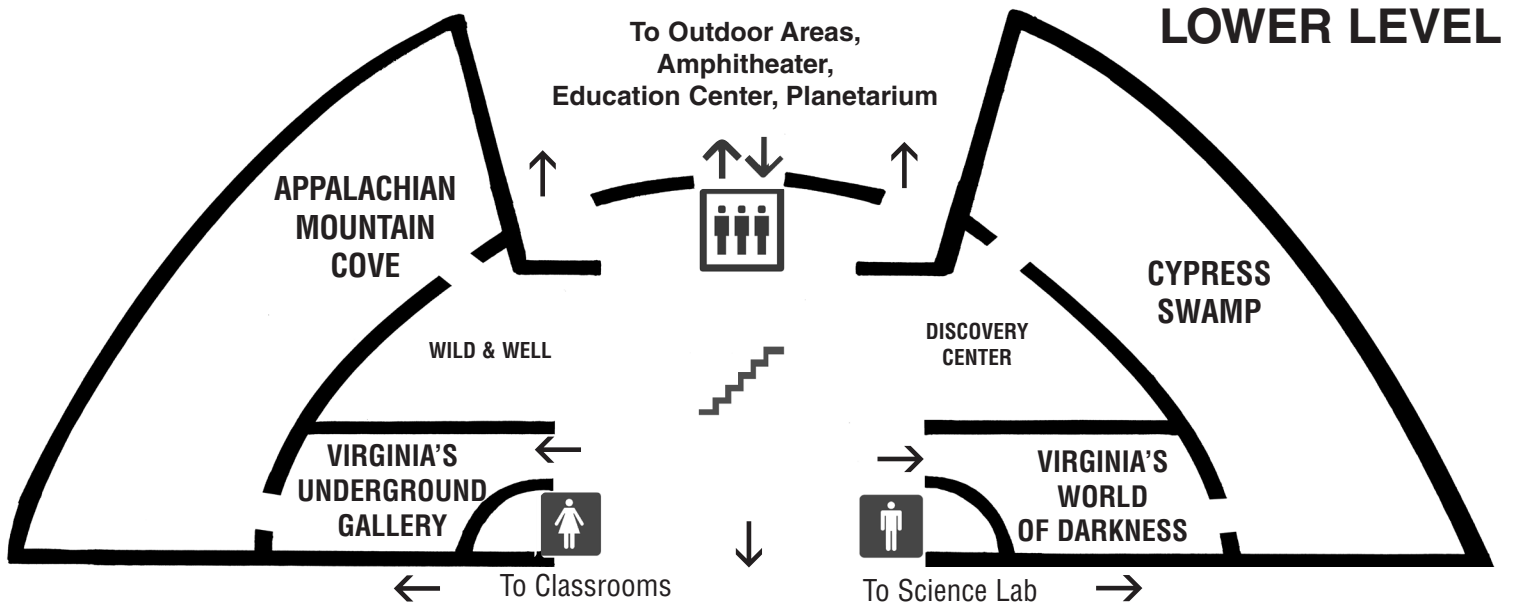 LOWER LEVEL
To Outdoor Areas,
Amphitheater,
Education Center, Planetarium
APPALACHIAN
MOUNTAIN
COVE
CYPRESS
SWAMP
WILD & WELL
DISCOVERY
CENTER
VIRGINIA'S
UNDERGROUND
GALLERY
VIRGINIA'S
WORLD
OF DARKNESS
To Classrooms
To Science Lab